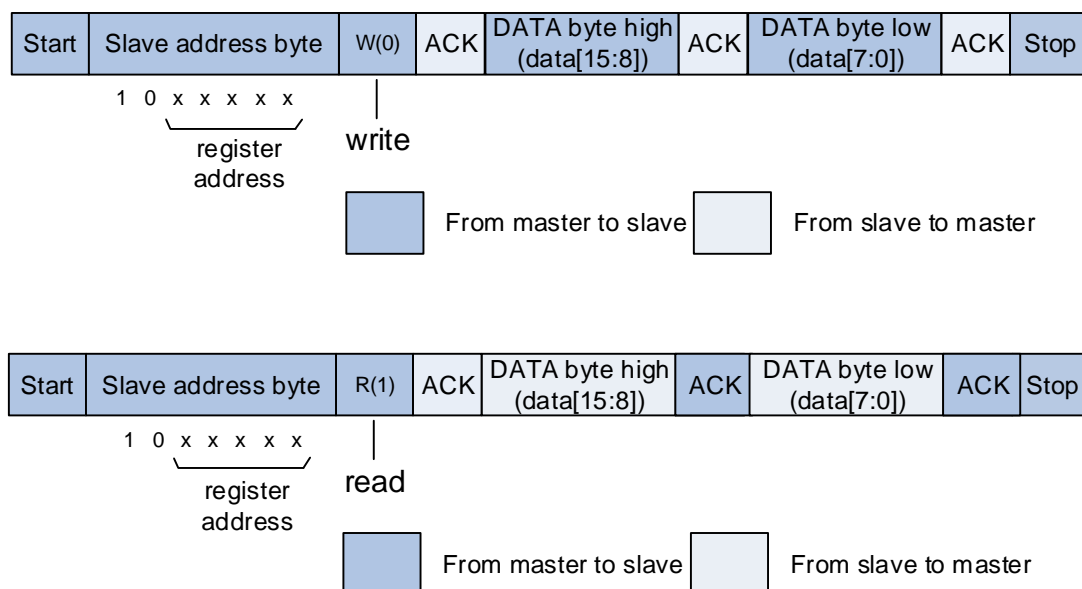 Start Slave address byte W(0) ACK DATA byte high (data[15:8]) ACK DATA byte low (data[7:0]) ACK Stop
1 0 x x x x x
register address
write
From master to slave
From slave to master
Start Slave address byte R(1) ACK DATA byte high (data[15:8]) ACK DATA byte low (data[7:0]) ACK Stop
1 0 x x x x x
register address
read
From master to slave
From slave to master